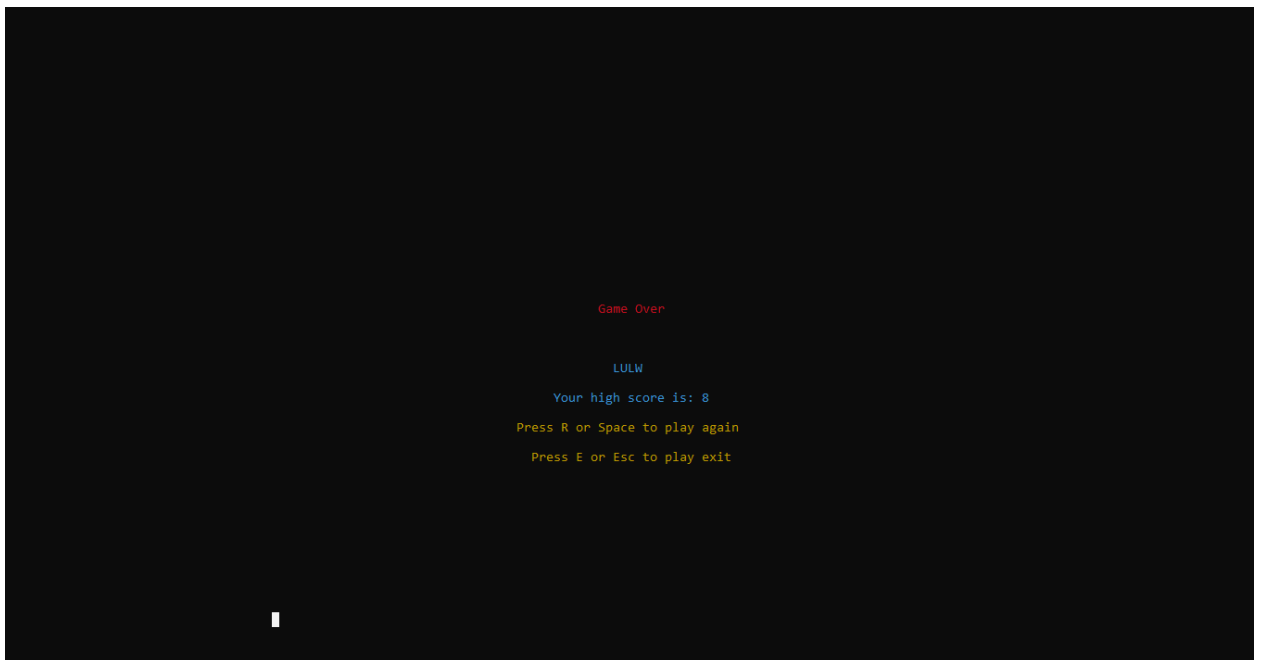 Game Over
LULW
Your high score is: 8
Press R or Space to play again
Press E or Esc to play exit